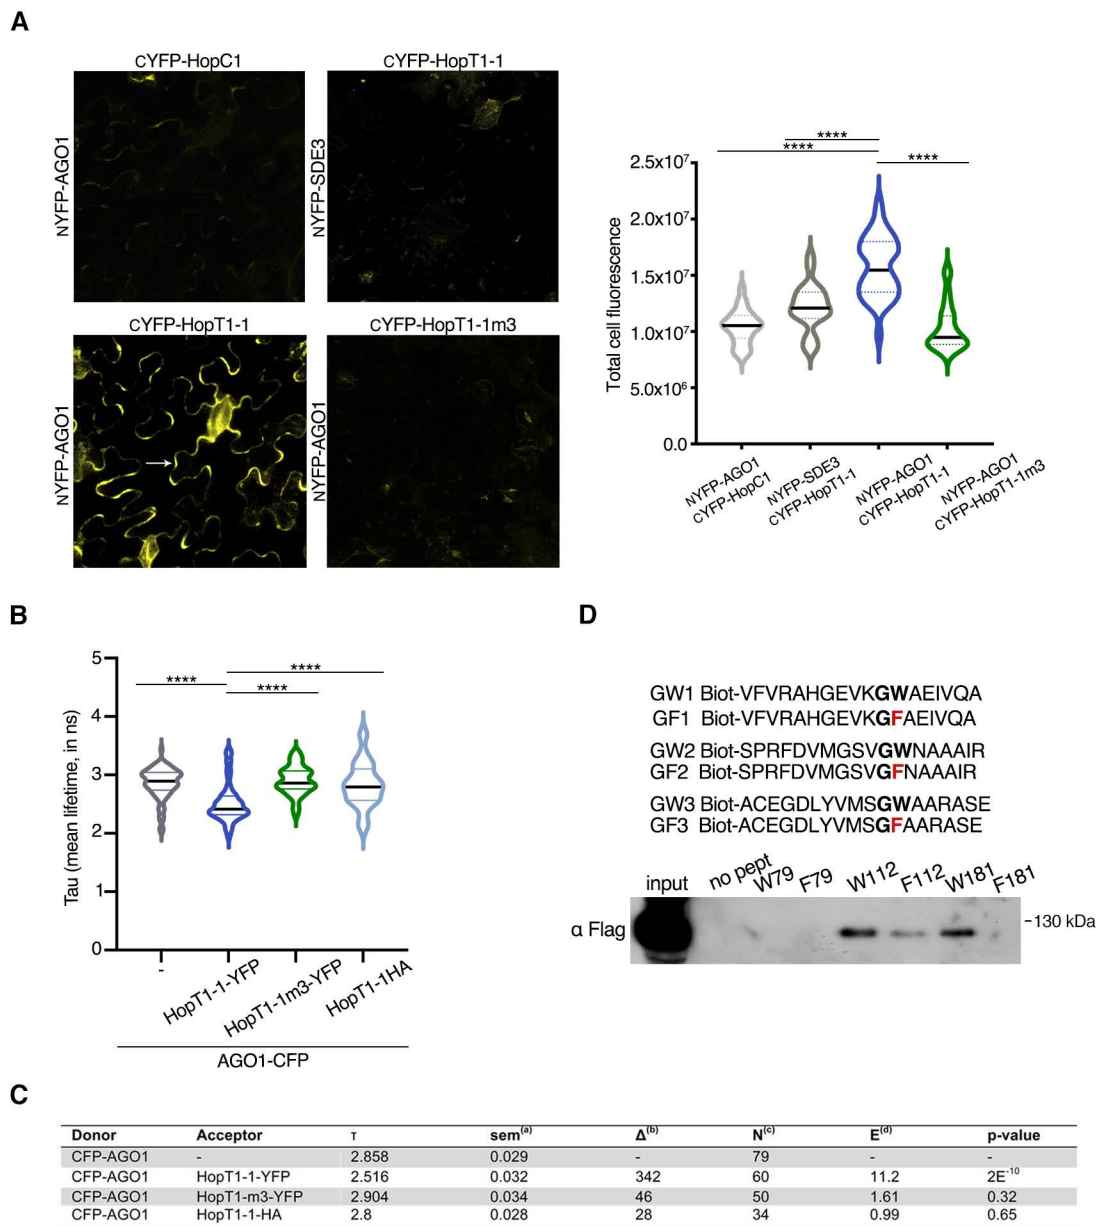 A
CYFP-HopC1
CYFP-HopT1-1
NYFP-AGO1
NYFP-SDE3
CYFP-HopT1-1
CYFP-HopT1-1m3
NYFP-AGO1
NYFP-AGO1
Total cell fluorescence
****
****
****
2.5x10⁷
2.0x10⁷
1.5x10⁷
1.0x10⁷
5.0x10⁶
0.0
NYFP-AGO1
CYFP-HopC1
NYFP-SDE3
CYFP-HopT1-1
NYFP-AGO1
CYFP-HopT1-1
NYFP-AGO1
CYFP-HopT1-1m3
B
Tau (mean lifetime, in ns)
5
4
3
2
1
0
****
****
****
-
HopT1-1-YFP
HopT1-1m3-YFP
HopT1-1HA
AGO1-CFP
D
GW1 Biot-VFVRAHGEVKGWAEIVQA
GF1 Biot-VFVRAHGEVKGFAEIVQA
GW2 Biot-SPRFDVMGSVGWNAAAIR
GF2 Biot-SPRFDVMGSVGFNAAAIR
GW3 Biot-ACEGDLYVMSGWAARASE
GF3 Biot-ACEGDLYVMSGFAARASE
input no pept W79 F79 W112 F112 W181 F181
α Flag
-130 kDa
C
Donor Acceptor τ sem(a) Δ(b) N(c) E(d) p-value
CFP-AGO1 - 2.858 0.029 - 79 - -
CFP-AGO1 HopT1-1-YFP 2.516 0.032 342 60 11.2 2E⁻¹⁰
CFP-AGO1 HopT1-m3-YFP 2.904 0.034 46 50 1.61 0.32
CFP-AGO1 HopT1-1-HA 2.8 0.028 28 34 0.99 0.65